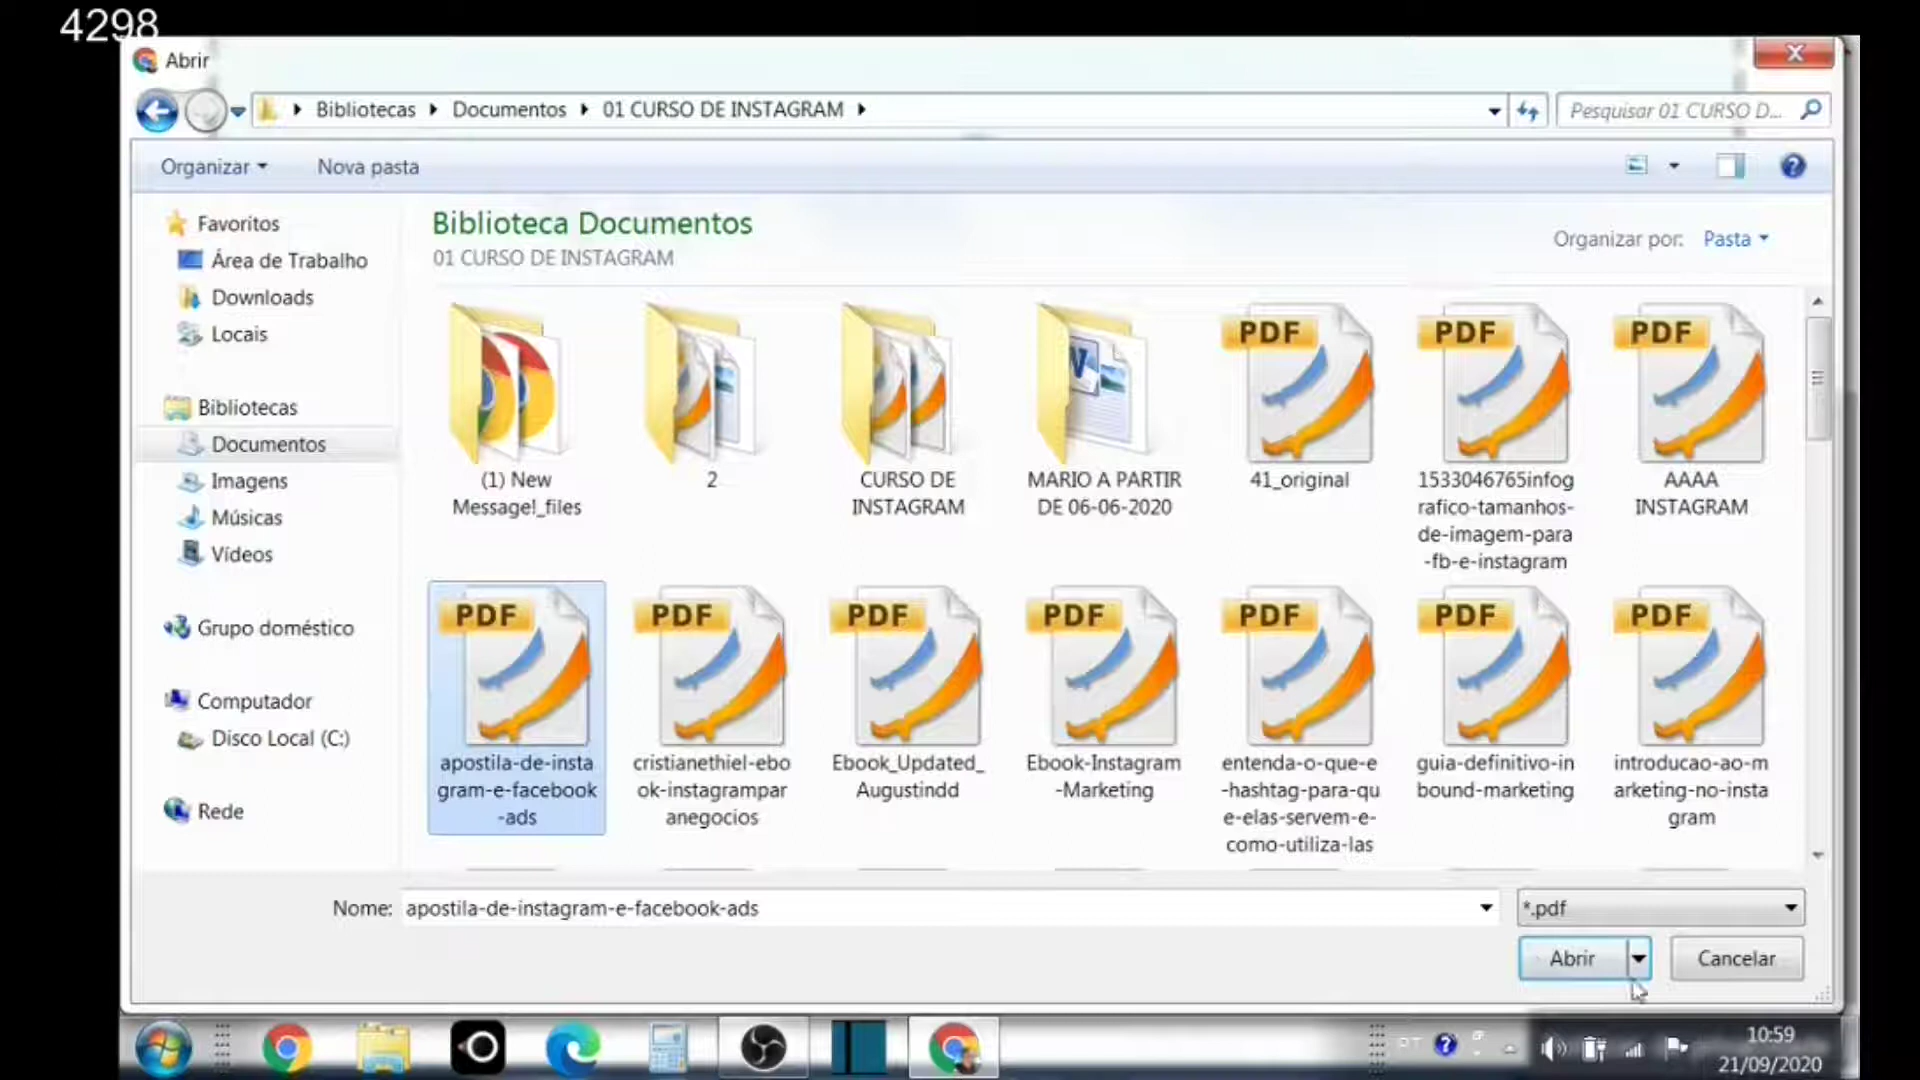 4298
Abrir
Bibliotecas
Documentos
01 CURSO DE INSTAGRAM
Pesquisar 01 CURSO D...
Organizar
Nova pasta
Favoritos
Área de Trabalho
Downloads
Locais
Bibliotecas
Documentos
Imagens
Músicas
Vídeos
Grupo doméstico
Computador
Disco Local (C:)
Rede
Biblioteca Documentos
01 CURSO DE INSTAGRAM
Organizar por: Pasta
(1) New
Message!_files
2
CURSO DE
INSTAGRAM
MARIO A PARTIR
DE 06-06-2020
PDF
41_original
PDF
1533046765infog
rafico-tamanhos-
de-imagem-para
-fb-e-instagram
PDF
AAAA
INSTAGRAM
PDF
apostila-de-insta
gram-e-facebook
-ads
PDF
cristianethiel-ebo
ok-instagrampar
anegocios
PDF
Ebook_Updated_
Augustindd
PDF
Ebook-Instagram
-Marketing
PDF
entenda-o-que-e
-hashtag-para-qu
e-elas-servem-e-
como-utiliza-las
PDF
guia-definitivo-in
bound-marketing
PDF
introducao-ao-m
arketing-no-insta
gram
Nome: apostila-de-instagram-e-facebook-ads
*.pdf
Abrir
Cancelar
PT
10:59
21/09/2020